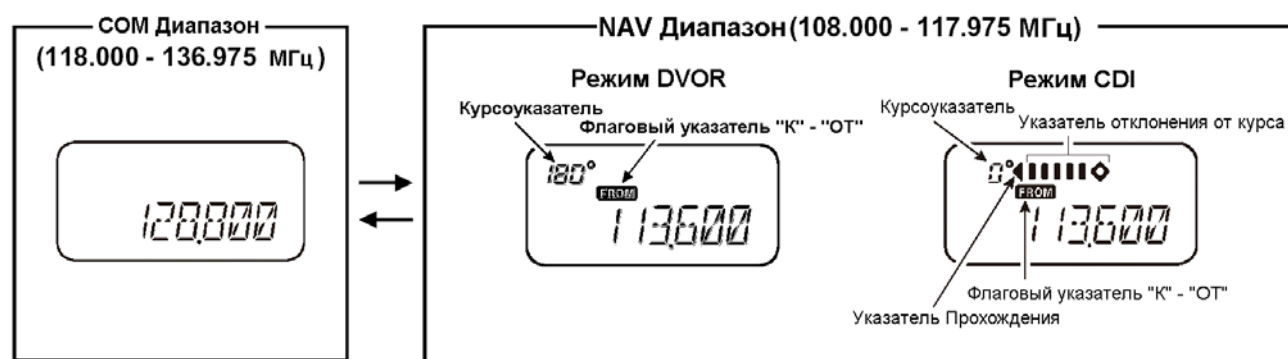 COM Диапазон
(118.000 - 136.975 МГц)
128.800
NAV Диапазон (108.000 - 117.975 МГц)
Режим DVOR
Курсоуказатель
Флаговый указатель "К" - "ОТ"
180°
FROM
113.600
Режим CDI
Курсоуказатель
Указатель отклонения от курса
0°
FROM
113.600
Флаговый указатель "К" - "ОТ"
Указатель Прохождения